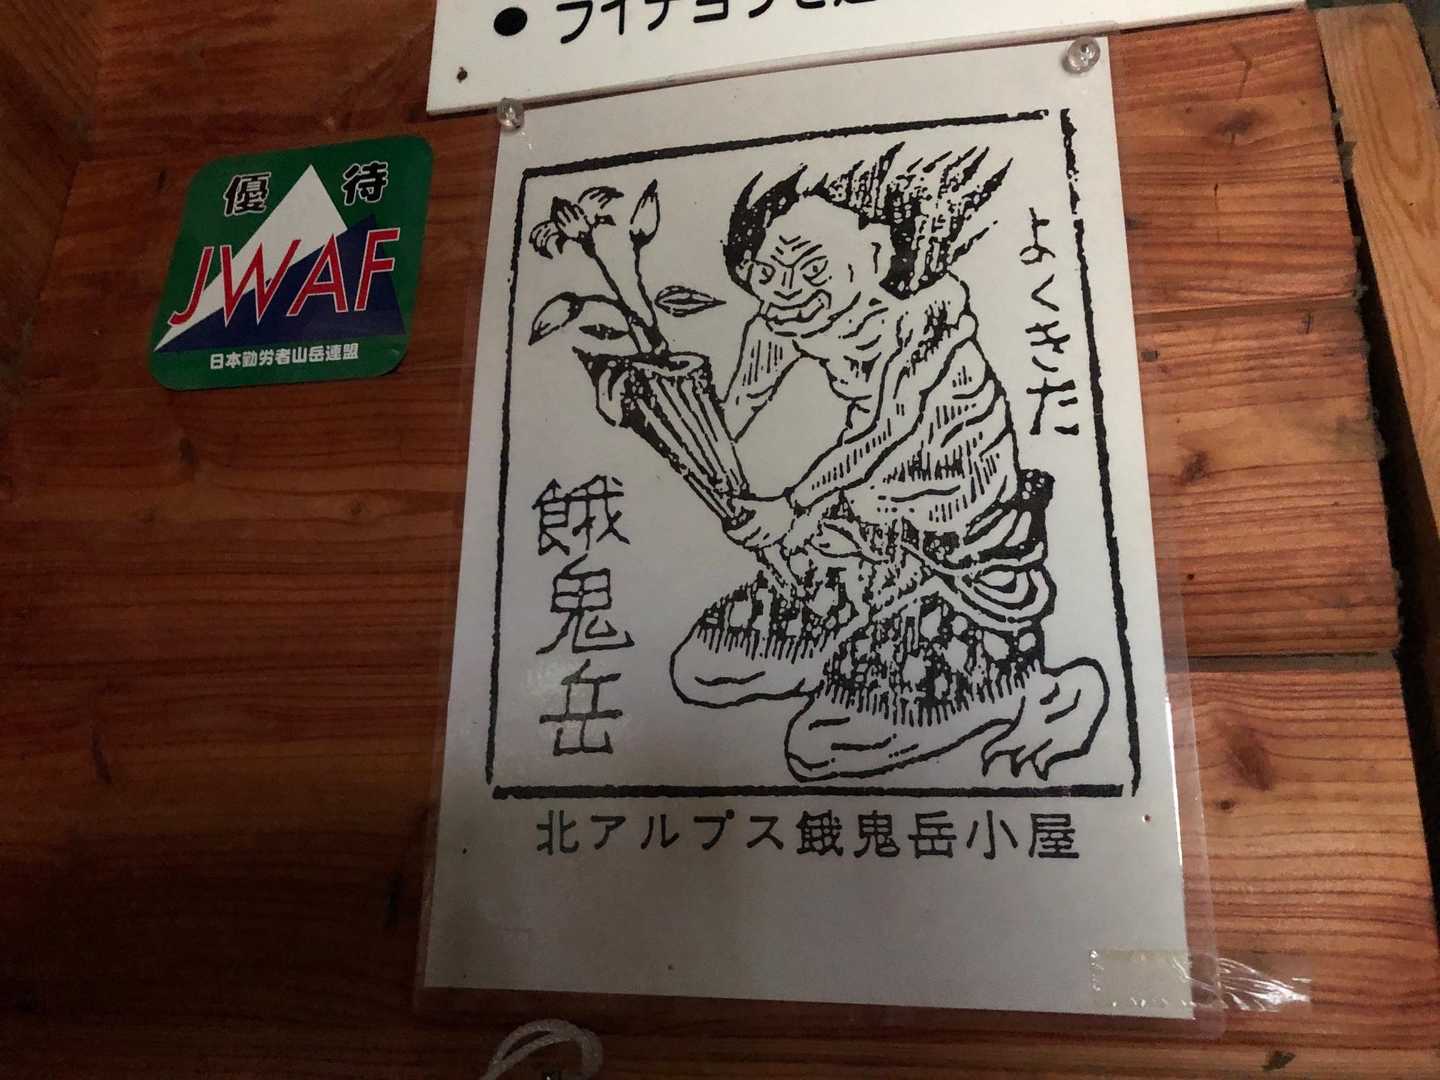 優待
JWAF
日本勤労者山岳連盟
よくきた
餓鬼岳
北アルプス餓鬼岳小屋